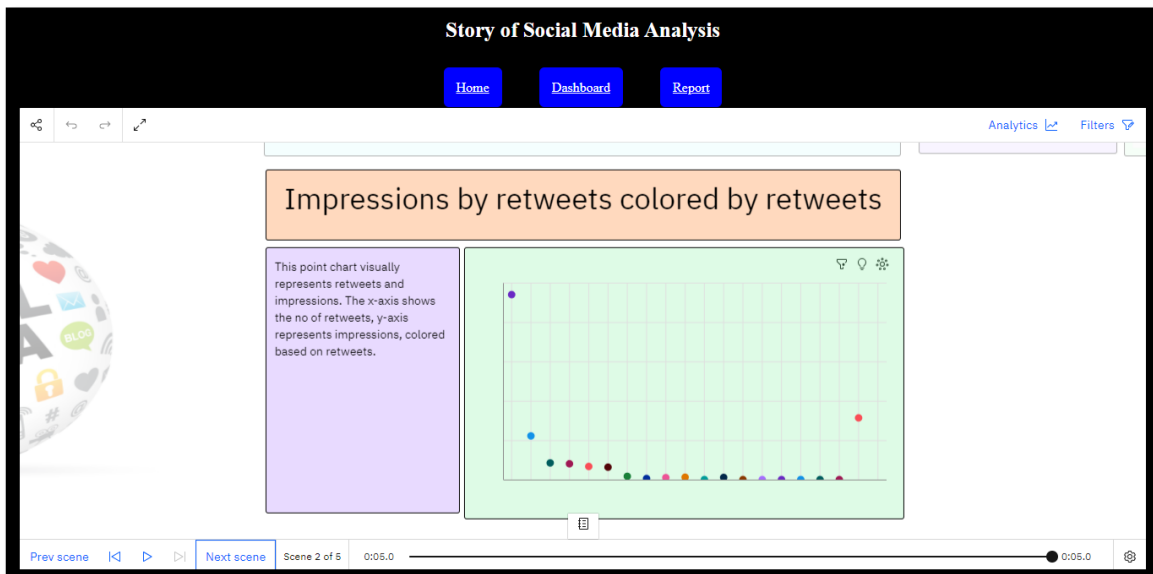 Story of Social Media Analysis
Home
Dashboard
Report
Analytics
Filters
Impressions by retweets colored by retweets
This point chart visually
represents retweets and
impressions. The x-axis shows
the no of retweets, y-axis
represents impressions, colored
based on retweets.
L
A
BLOG
#
@
Prev scene
Next scene
Scene 2 of 5
0:05.0
0:05.0